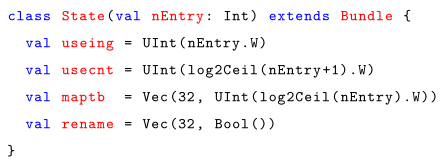 class State(val nEntry: Int) extends Bundle {
  val useing = UInt(nEntry.W)
  val usecnt = UInt(log2Ceil(nEntry+1).W)
  val maptb  = Vec(32, UInt(log2Ceil(nEntry).W))
  val rename = Vec(32, Bool())
}